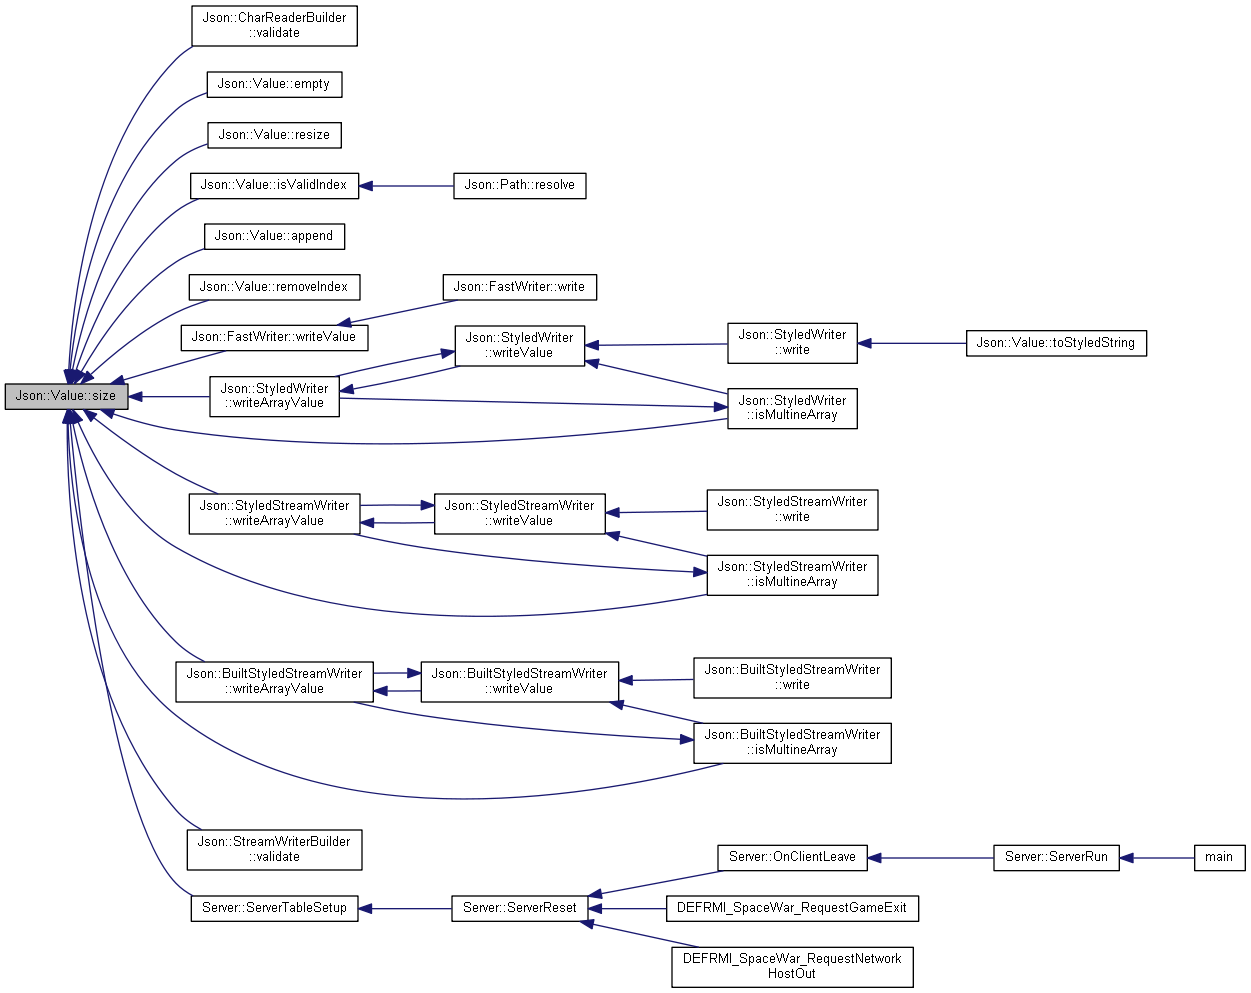 Json::CharReaderBuilder
::validate
Json::Value::empty
Json::Value::resize
Json::Value::isValidIndex
Json::Path::resolve
Json::Value::append
Json::Value::removeIndex
Json::FastWriter::write
Json::FastWriter::writeValue
Json::StyledWriter
::writeValue
Json::StyledWriter
::write
Json::Value::toStyledString
Json::Value::size
Json::StyledWriter
::writeArrayValue
Json::StyledWriter
::isMultineArray
Json::StyledStreamWriter
::writeArrayValue
Json::StyledStreamWriter
::writeValue
Json::StyledStreamWriter
::write
Json::StyledStreamWriter
::isMultineArray
Json::BuiltStyledStreamWriter
::writeArrayValue
Json::BuiltStyledStreamWriter
::writeValue
Json::BuiltStyledStreamWriter
::write
Json::BuiltStyledStreamWriter
::isMultineArray
Json::StreamWriterBuilder
::validate
Server::OnClientLeave
Server::ServerRun
main
Server::ServerTableSetup
Server::ServerReset
DEFRMI_SpaceWar_RequestGameExit
DEFRMI_SpaceWar_RequestNetwork
HostOut